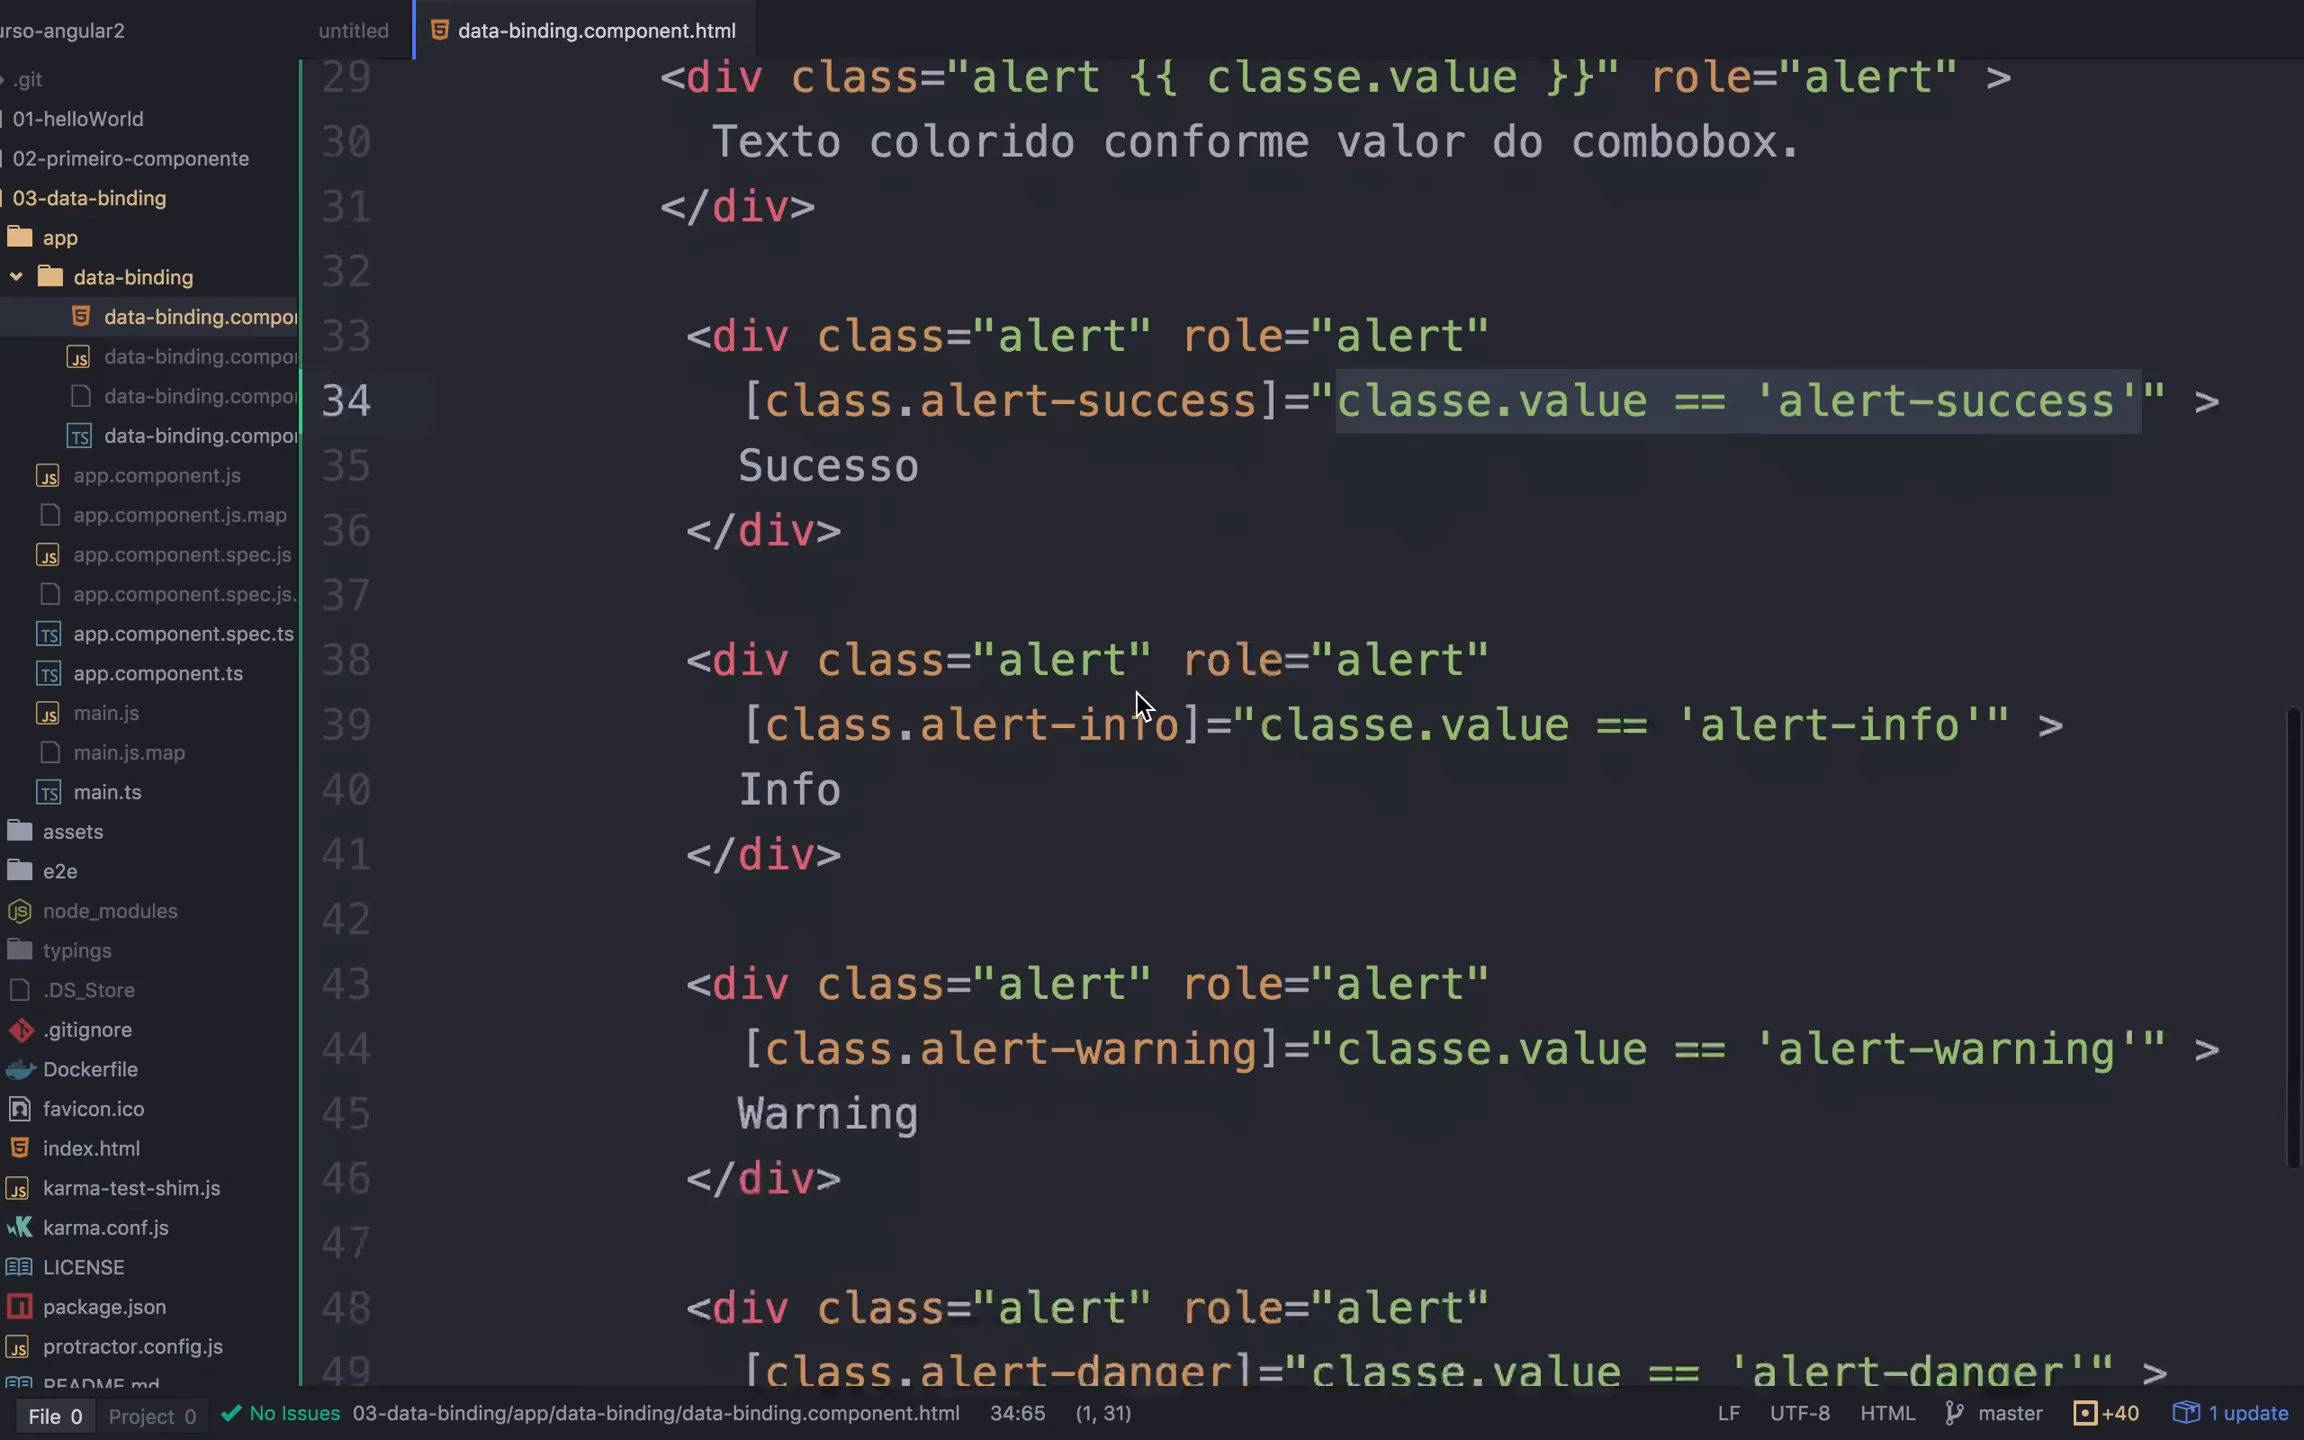 urso-angular2
untitled
data-binding.component.html
.git
01-helloWorld
02-primeiro-componente
03-data-binding
app
data-binding
data-binding.compo
data-binding.compo
data-binding.compo
data-binding.compo
app.component.js
app.component.js.map
app.component.spec.js
app.component.spec.js.
app.component.spec.ts
app.component.ts
main.js
main.js.map
main.ts
assets
e2e
node_modules
typings
.DS_Store
.gitignore
Dockerfile
favicon.ico
index.html
karma-test-shim.js
karma.conf.js
LICENSE
package.json
protractor.config.js
README.md
29 <div class="alert {{ classe.value }}" role="alert" >
30 Texto colorido conforme valor do combobox.
31 </div>
32
33 <div class="alert" role="alert"
34 [class.alert-success]="classe.value == 'alert-success'" >
35 Sucesso
36 </div>
37
38 <div class="alert" role="alert"
39 [class.alert-info]="classe.value == 'alert-info'" >
40 Info
41 </div>
42
43 <div class="alert" role="alert"
44 [class.alert-warning]="classe.value == 'alert-warning'" >
45 Warning
46 </div>
47
48 <div class="alert" role="alert"
49 [class.alert-danger]="classe.value == 'alert-danger'" >
File 0 Project 0 No Issues 03-data-binding/app/data-binding/data-binding.component.html 34:65 (1, 31) LF UTF-8 HTML master +40 1 update